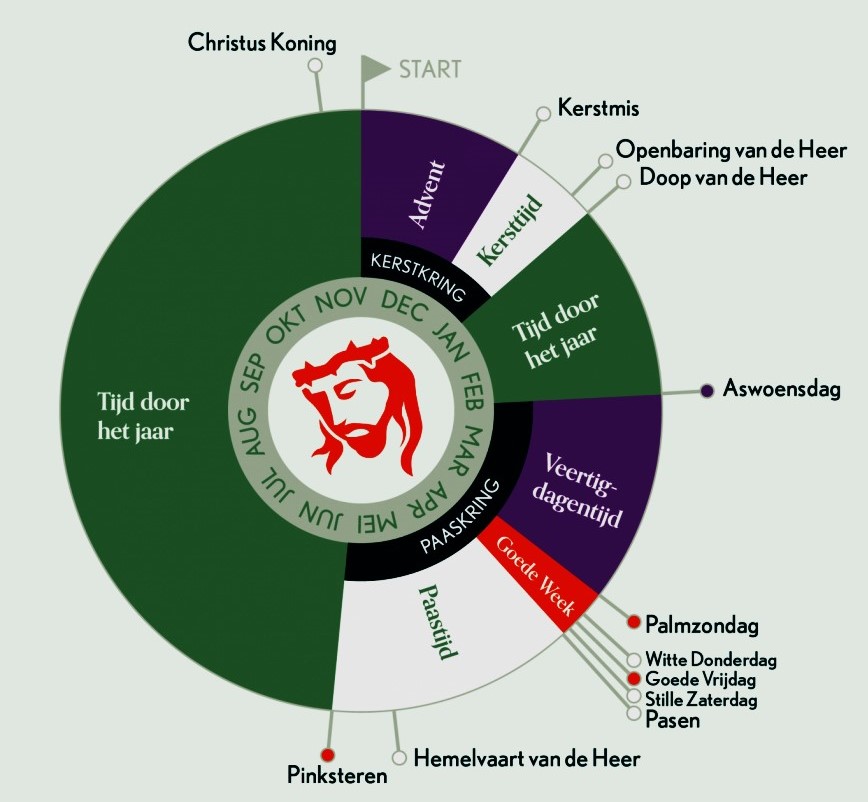 Christus Koning
START
Kerstmis
Openbaring van de Heer
Doop van de Heer
Advent
Kersttijd
KERSTKRING
Tijd door
het jaar
Aswoensdag
Veertig-
dagentijd
PAASKRING
Goede Week
Palmzondag
Witte Donderdag
Goede Vrijdag
Stille Zaterdag
Pasen
Paastijd
Hemelvaart van de Heer
Pinksteren
Tijd door
het jaar
NOV DEC JAN FEB MAR APR MEI JUN JUL AUG SEP OKT